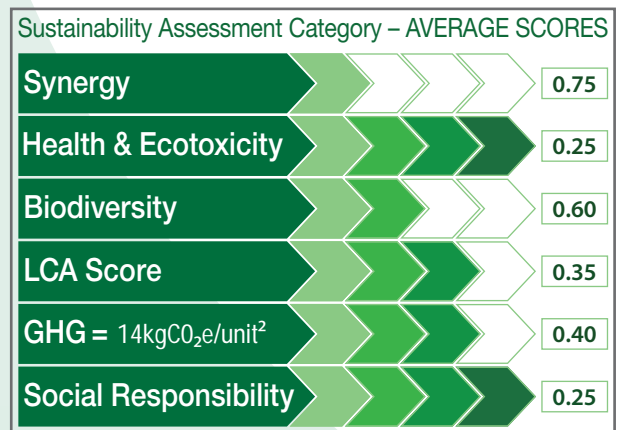 Sustainability Assessment Category – AVERAGE SCORES
Synergy 0.75
Health & Ecotoxicity 0.25
Biodiversity 0.60
LCA Score 0.35
GHG = 14kgC0₂e/unit² 0.40
Social Responsibility 0.25